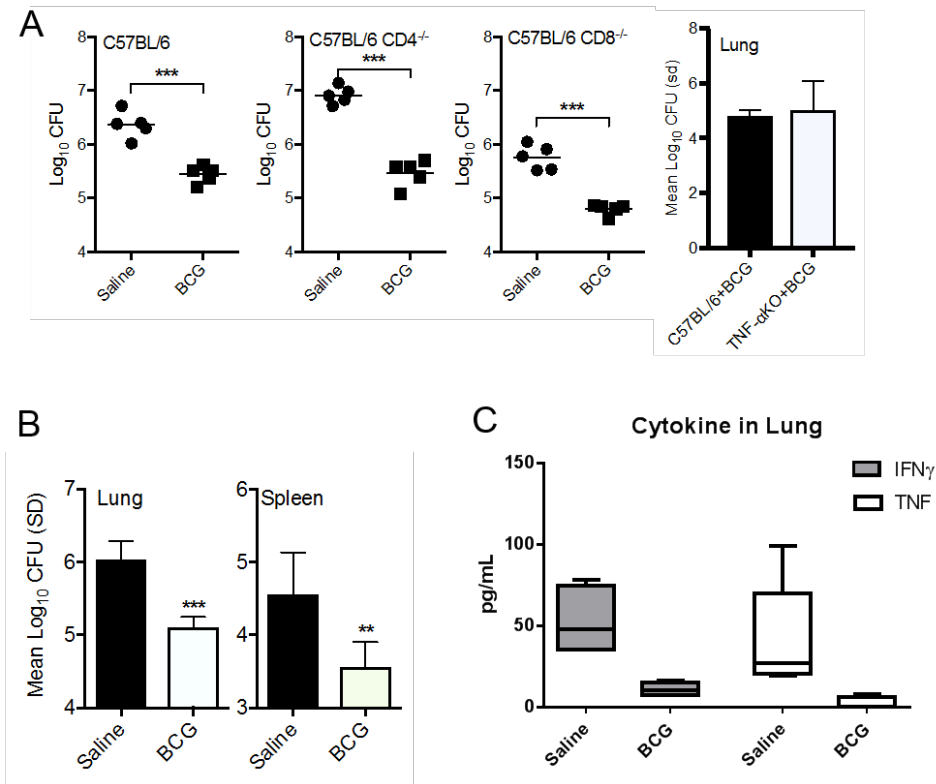 A
C57BL/6
***
Log10 CFU
8
7
6
5
4
Saline
BCG
C57BL/6 CD4-/-
***
Log10 CFU
8
7
6
5
4
Saline
BCG
C57BL/6 CD8-/-
***
Log10 CFU
8
7
6
5
4
Saline
BCG
Lung
Mean Log10 CFU (sd)
8
6
4
2
0
C57BL/6+BCG
TNF-αKO+BCG
B
Lung
Mean Log10 CFU (SD)
7
6
5
4
***
Saline
BCG
Spleen
6
5
4
3
**
Saline
BCG
C
Cytokine in Lung
IFNγ
TNF
pg/mL
150
100
50
0
Saline
BCG
Saline
BCG